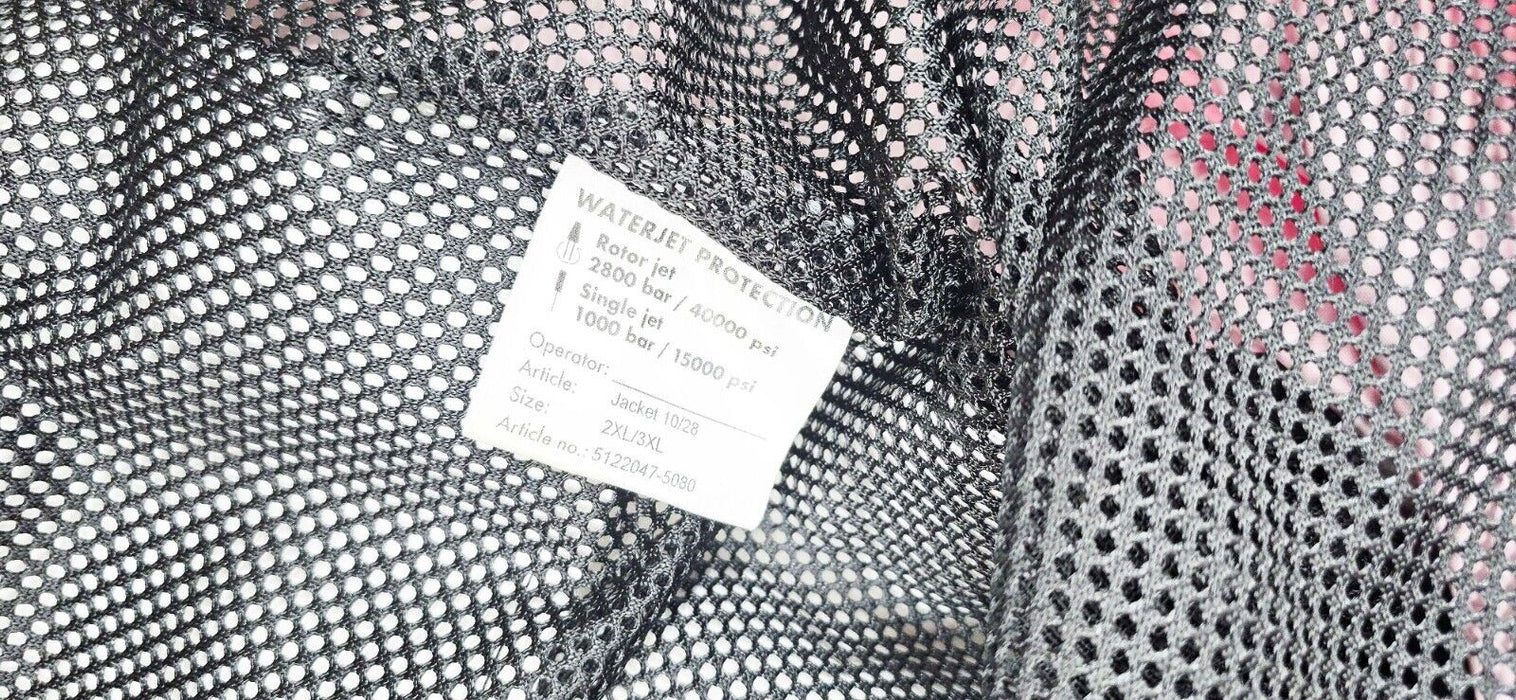 WATERJET PROTECTION
Rotor jet
2800 bar / 40000 psi
Single jet
1000 bar / 15000 psi
Operator:
Article: Jacket 10/28
Size: 2XL/3XL
Article no.: 5122047-5080